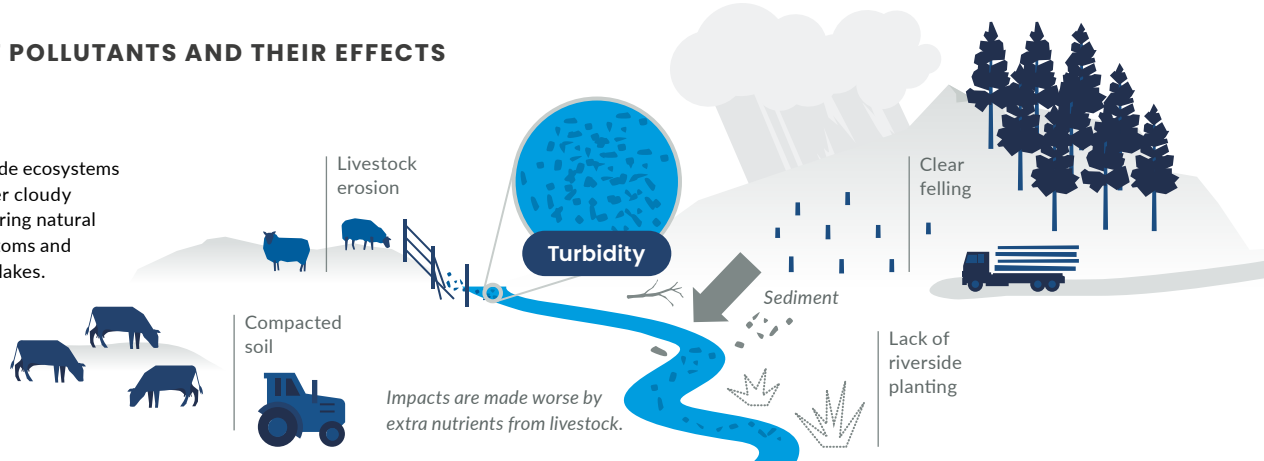 POLLUTANTS AND THEIR EFFECTS
de ecosystems
er cloudy
ring natural
oms and
lakes.
Livestock
erosion
Turbidity
Clear
felling
Sediment
Compacted
soil
Lack of
riverside
planting
Impacts are made worse by
extra nutrients from livestock.